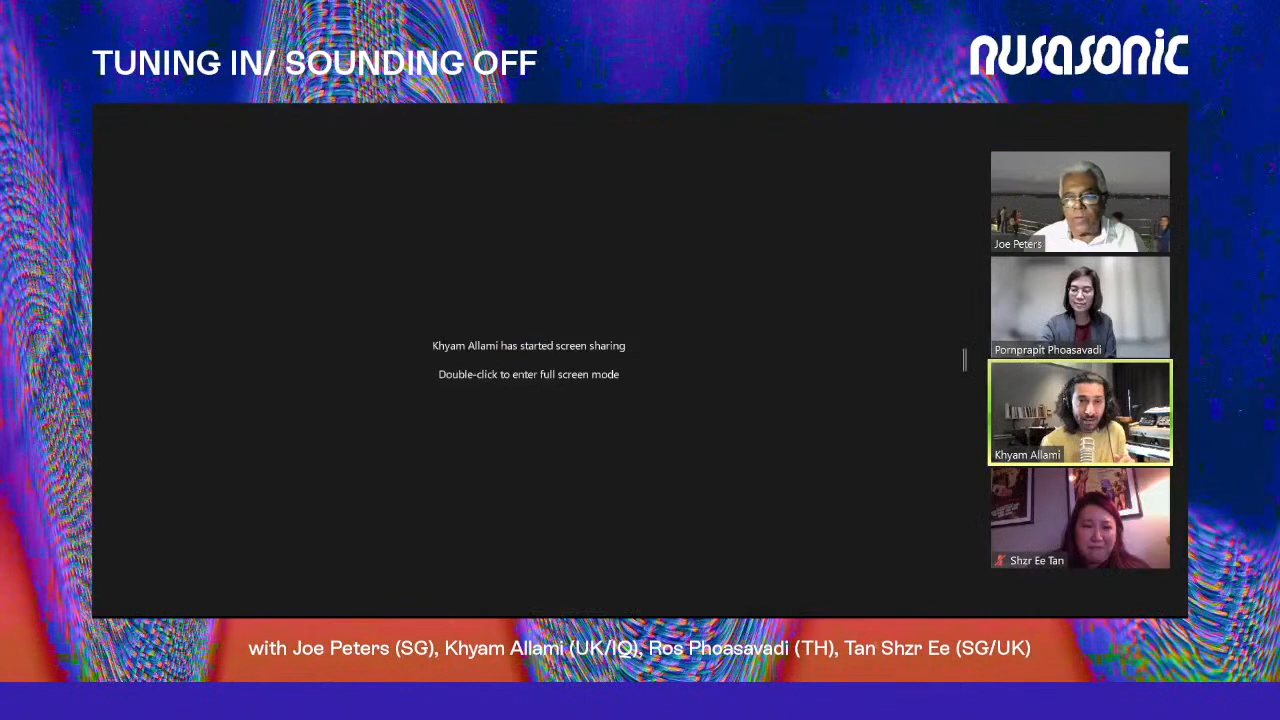 TUNING IN/ SOUNDING OFF
nusasonic
Khyam Allami has started screen sharing
Double-click to enter full screen mode
Joe Peters
Pornprapit Phoasavadi
Khyam Allami
Shzr Ee Tan
with Joe Peters (SG), Khyam Allami (UK/IQ), Ros Phoasavadi (TH), Tan Shzr Ee (SG/UK)